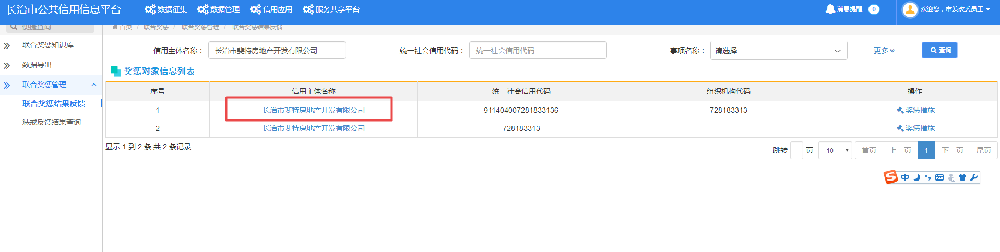 长治市公共信用信息平台 数据征集 数据管理 信用应用 服务共享平台 消息提醒 0 欢迎您，市发改委员工
便捷查询 首页 / 联合奖惩 / 联合奖惩管理 / 联合奖惩结果反馈
联合奖惩知识库
数据导出
联合奖惩管理
联合奖惩结果反馈
惩戒反馈结果查询
信用主体名称： 长治市斐特房地产开发有限公司 统一社会信用代码： 统一社会信用代码 事项名称： 请选择 更多 查询
奖惩对象信息列表
序号 信用主体名称 统一社会信用代码 组织机构代码 操作
1 长治市斐特房地产开发有限公司 911404007281833136 728183313 奖惩措施
2 长治市斐特房地产开发有限公司 728183313 奖惩措施
显示 1 到 2 条 共 2 条记录 跳转 页 10 首页 上一页 1 下一页 尾页
S 中